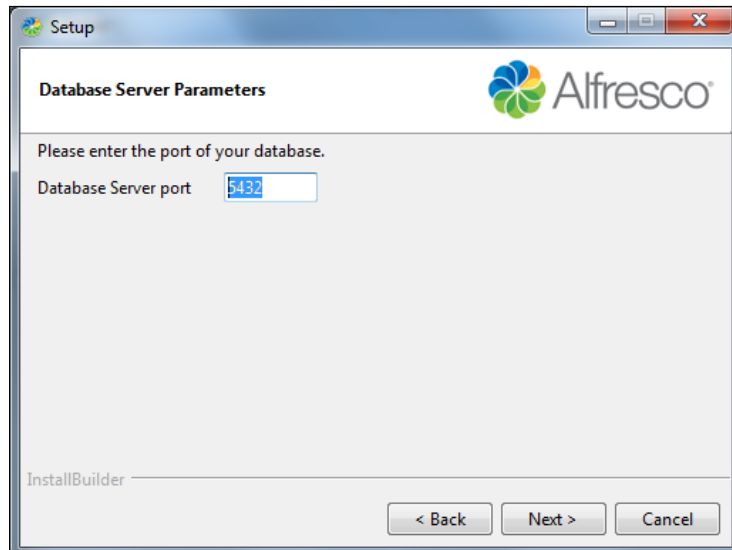 Setup
Database Server Parameters
Alfresco
Please enter the port of your database.
Database Server port 5432
InstallBuilder
< Back Next > Cancel